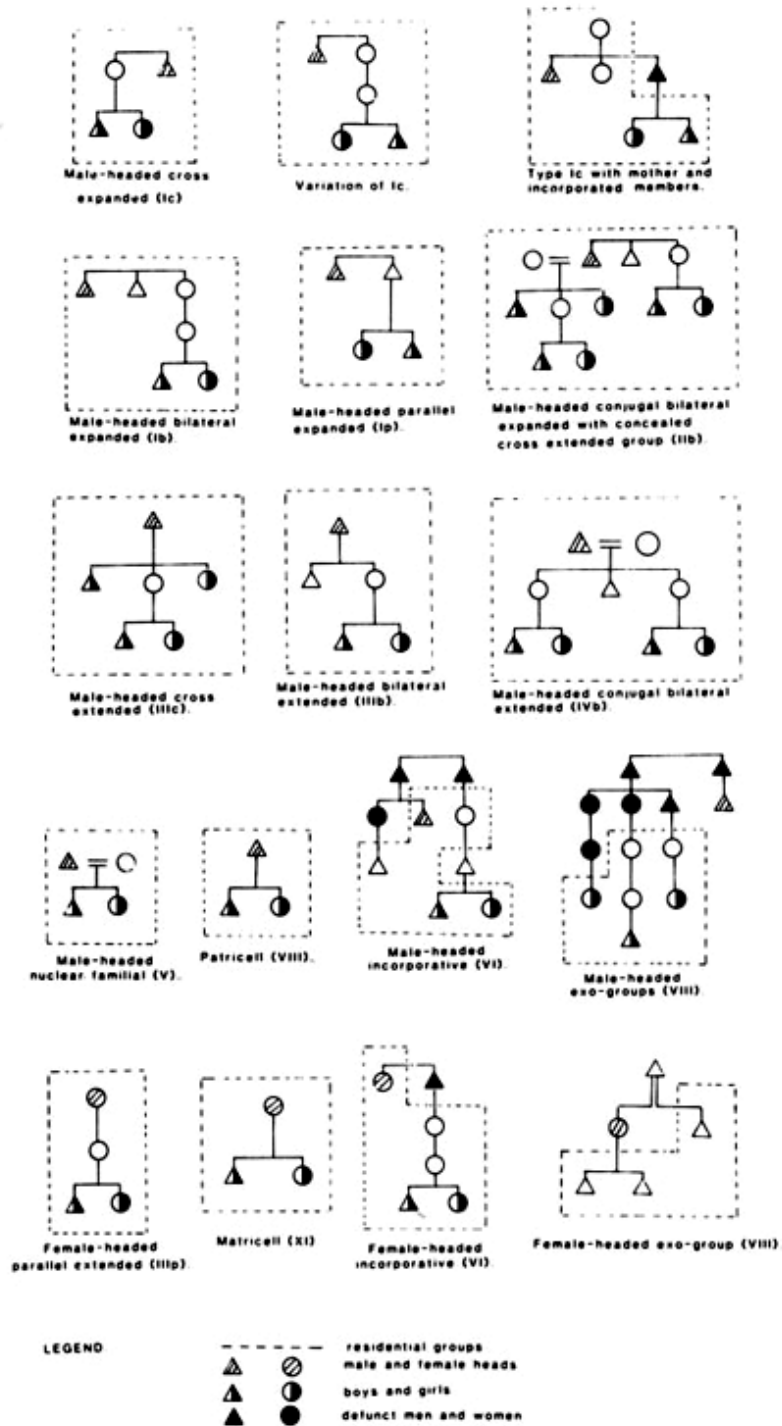 Male-headed cross
expanded (Ic)
Variation of Ic.
Type Ic with mother and
incorporated members.
Male-headed bilateral
expanded (Ib).
Male-headed parallel
expanded (Ip).
Male-headed conjugal bilateral
expanded with concealed
cross extended group (IIb).
Male-headed cross
extended (IIIc).
Male-headed bilateral
extended (IIIb).
Male-headed conjugal bilateral
extended (IVb).
Male-headed
nuclear familial (V).
Patricell (VIII).
Male-headed
incorporative (VI).
Male-headed
exo-groups (VIII).
Female-headed
parallel extended (IIIp).
Matricell (XI)
Female-headed
incorporative (VI).
Female-headed exo-group (VIII)
LEGEND
residential groups
male and female heads
boys and girls
defunct men and women